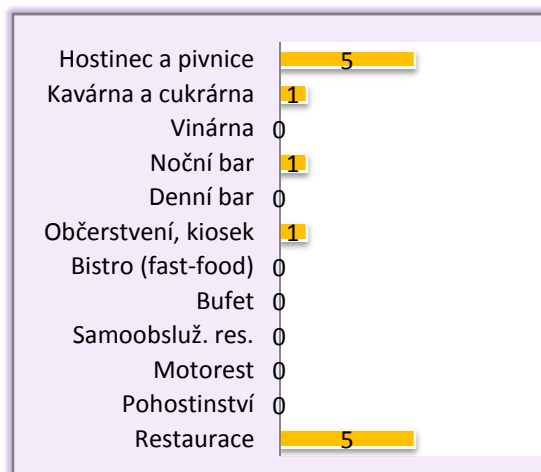 Hostinec a pivnice 5
Kavárna a cukrárna 1
Vinárna 0
Noční bar 1
Denní bar 0
Občerstvení, kiosek 1
Bistro (fast-food) 0
Bufet 0
Samoobsluž. res. 0
Motorest 0
Pohostinství 0
Restaurace 5